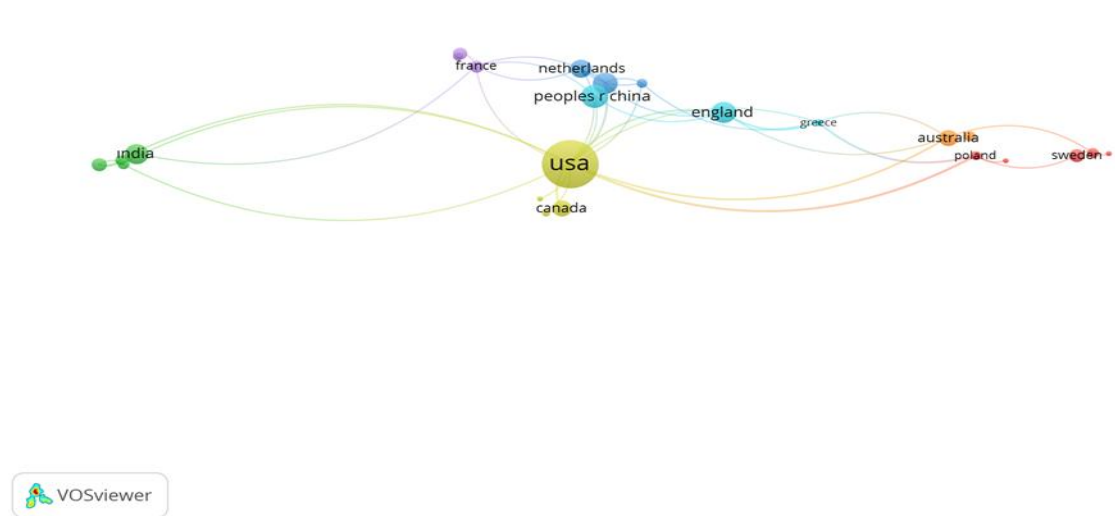 france
netherlands
peoples r china
england
greece
australia
poland
sweden
india
usa
canada
VOSviewer